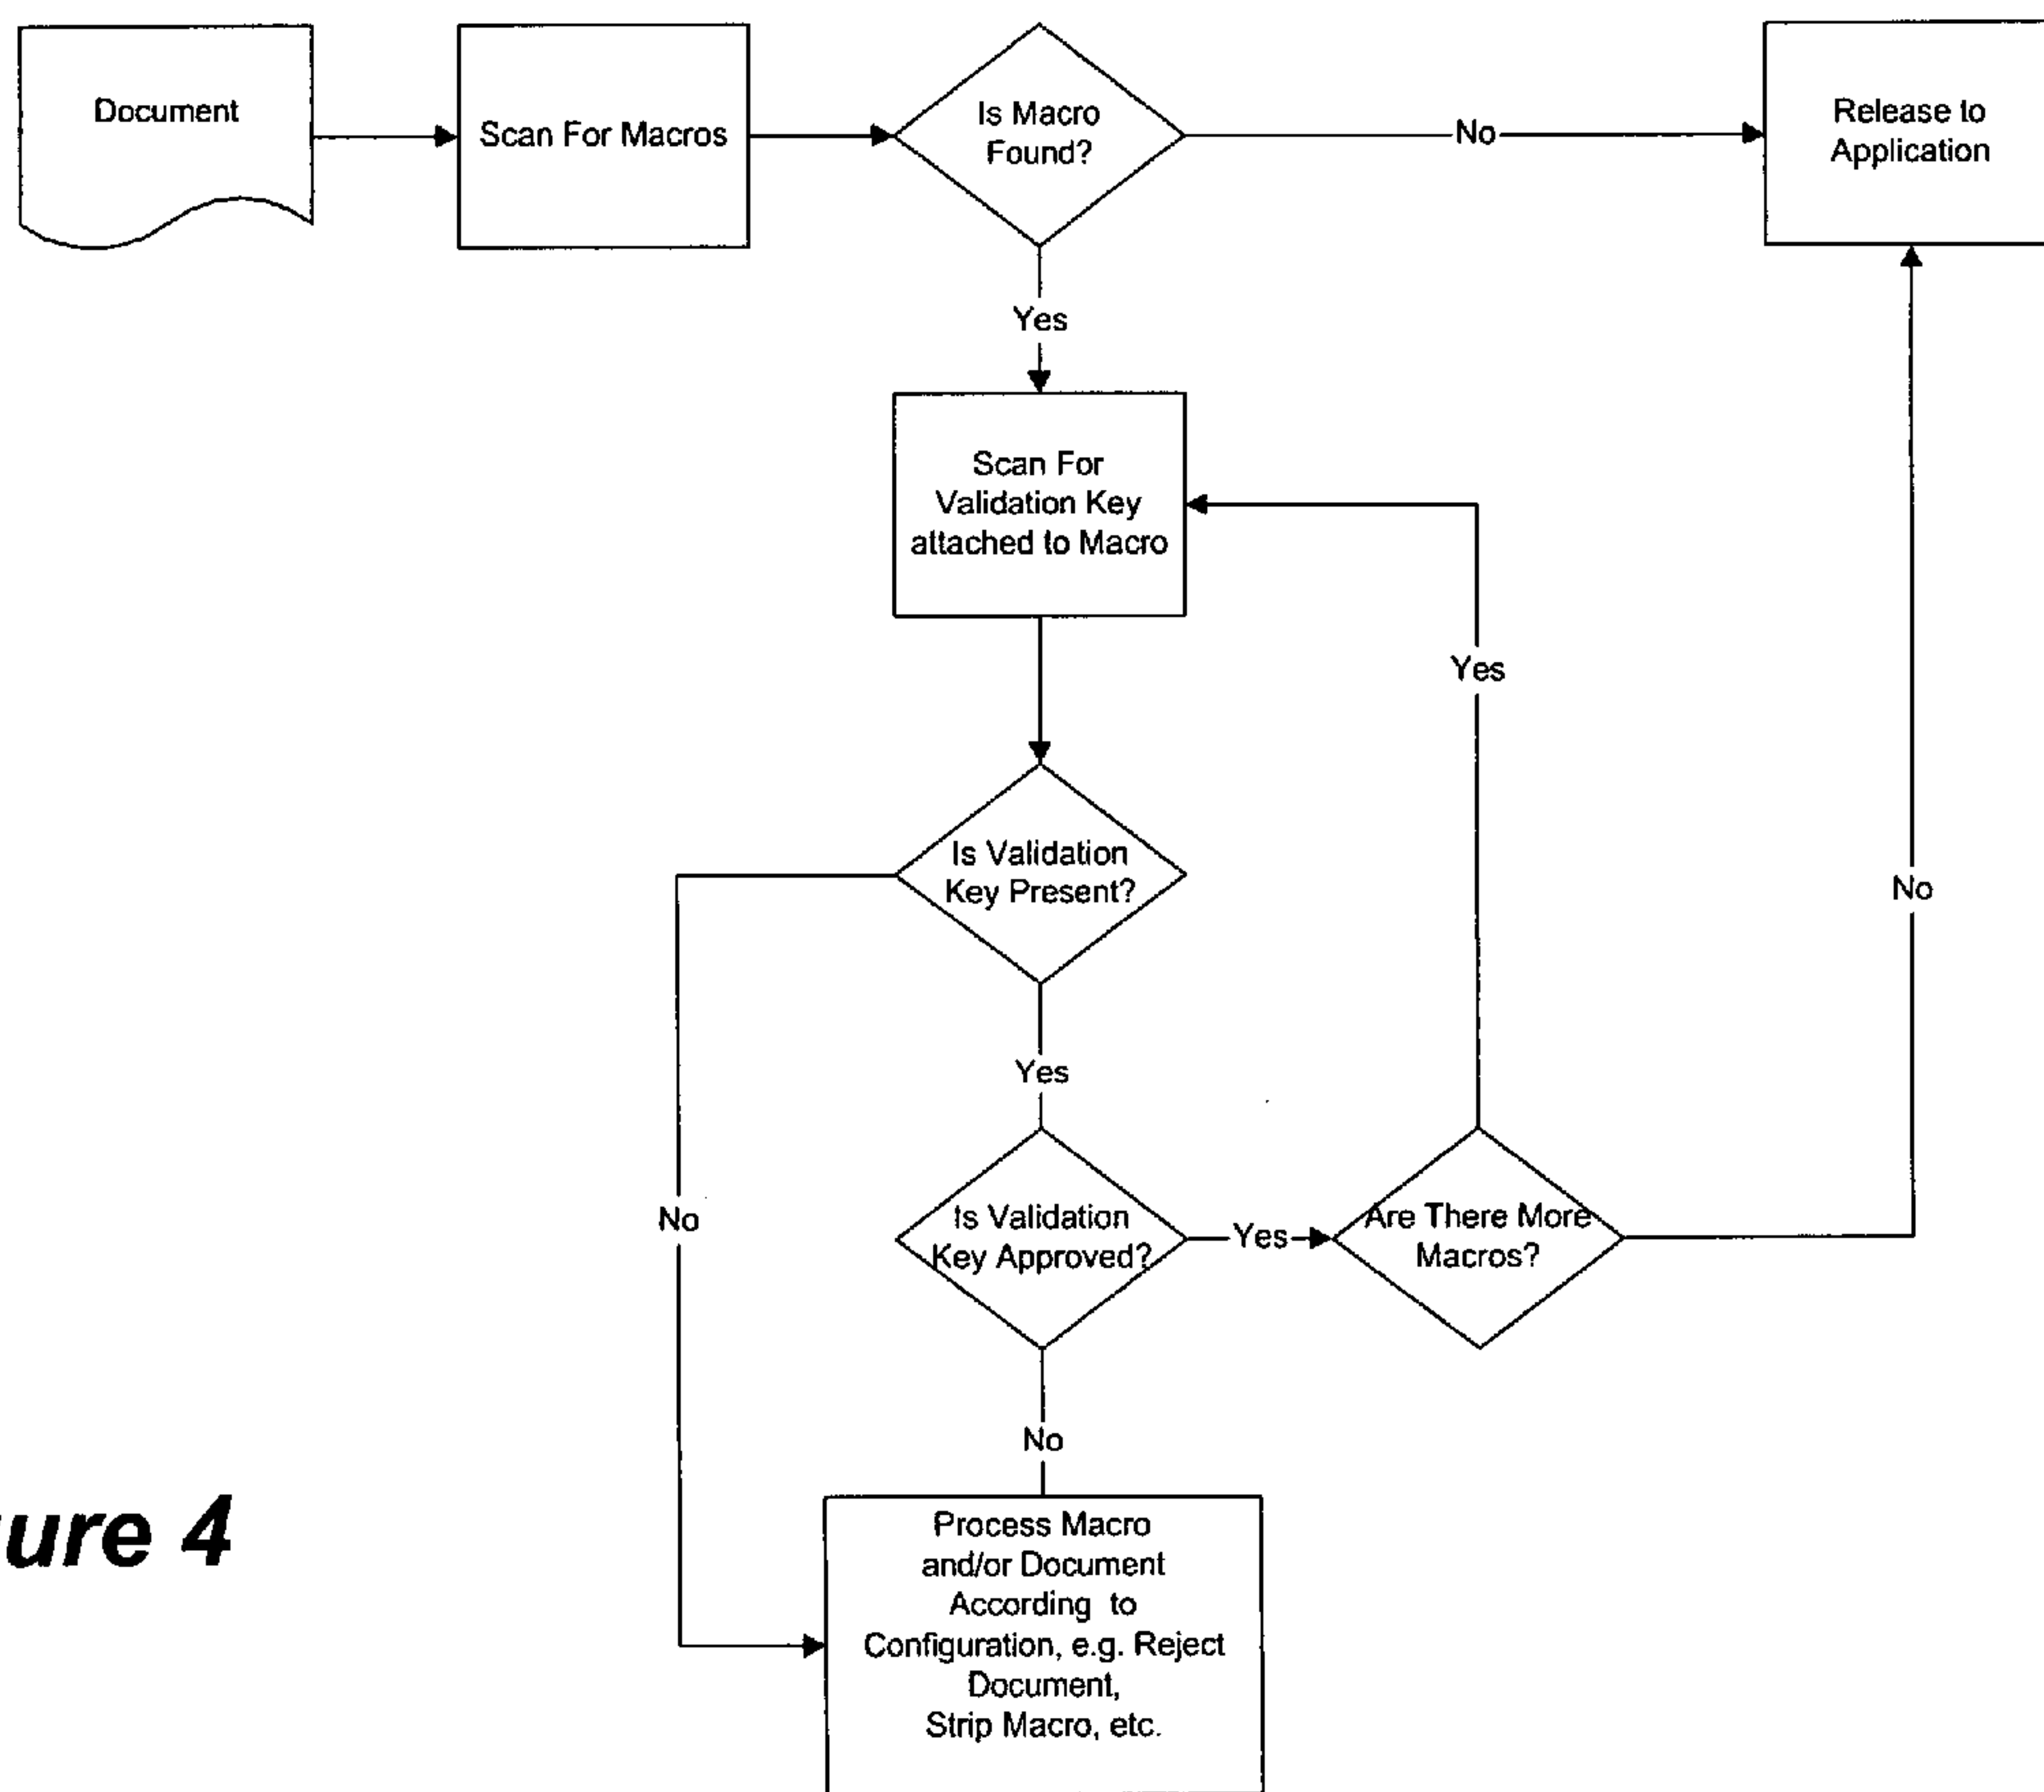 Document
Scan For Macros
Is Macro
Found?
No
Release to
Application
Yes
Scan For
Validation Key
attached to Macro
Yes
Is Validation
Key Present?
No
Yes
No
Is Validation
Key Approved?
Yes
Are There More
Macros?
No
Process Macro
and/or Document
According to
Configuration, e.g. Reject
Document,
Strip Macro, etc.
ure 4